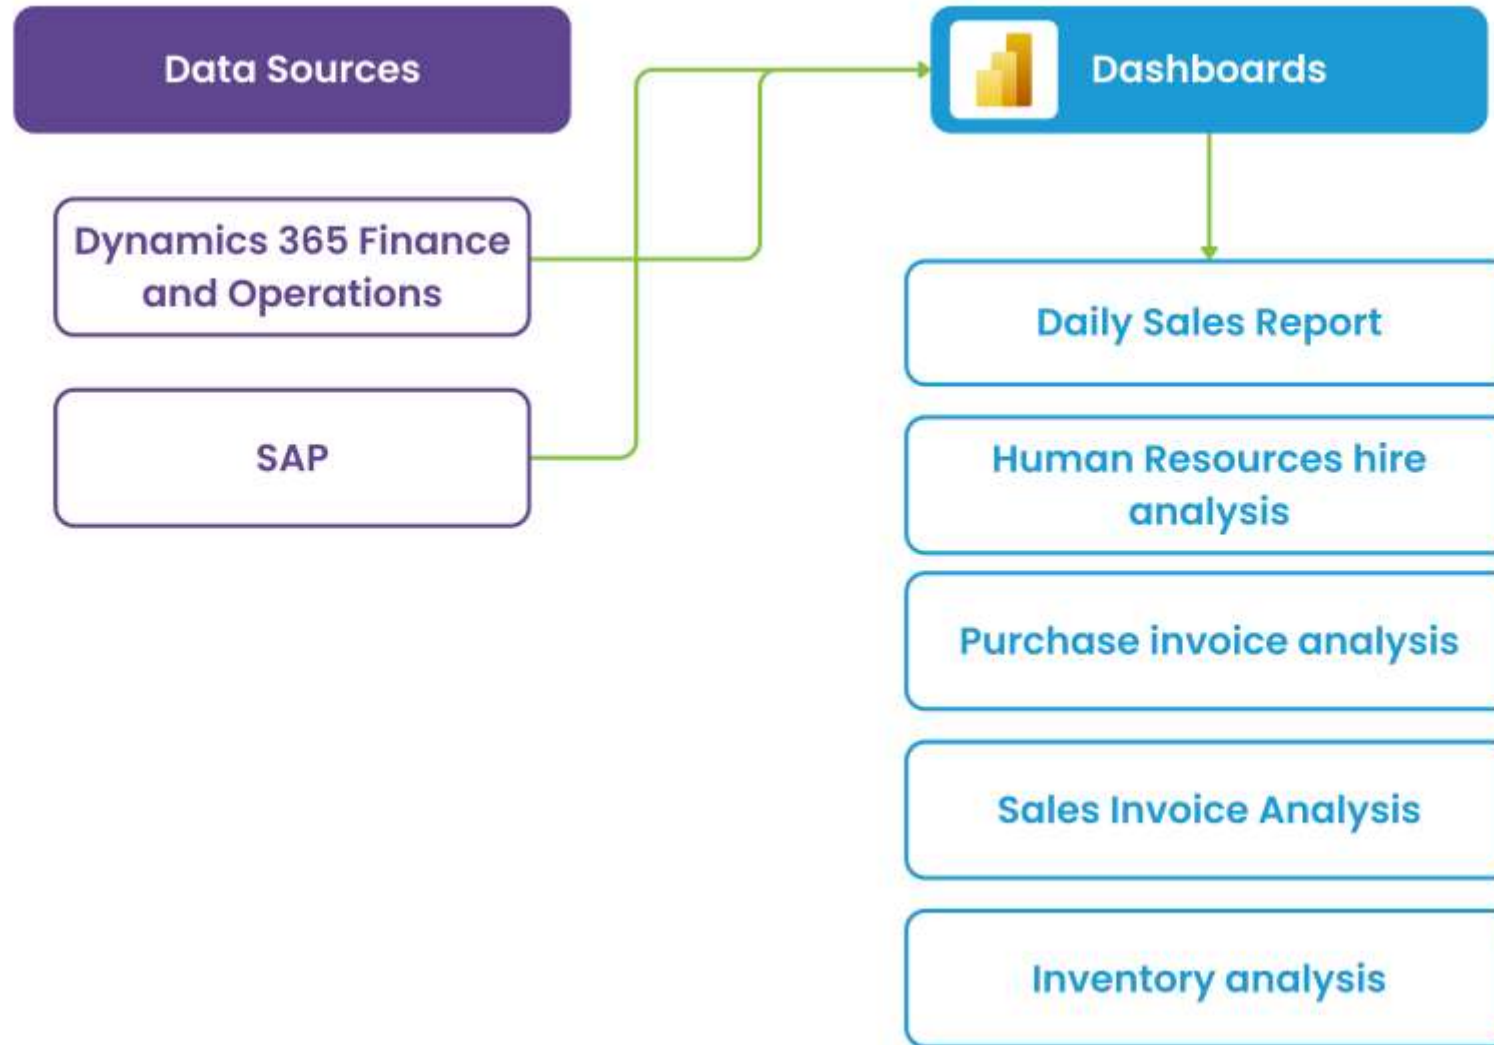 Data Sources
Dashboards
Dynamics 365 Finance
and Operations
SAP
Daily Sales Report
Human Resources hire
analysis
Purchase invoice analysis
Sales Invoice Analysis
Inventory analysis